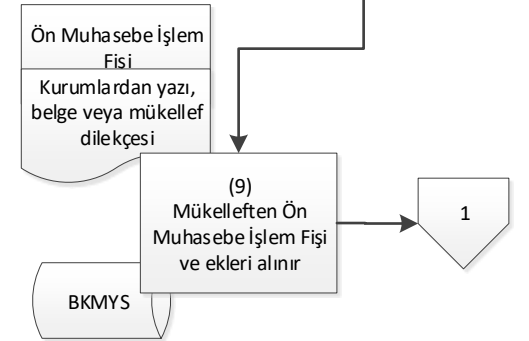 Ön Muhasebe İşlem
Fişi
Kurumlardan yazı,
belge veya mükellef
dilekçesi
(9)
Mükelleften Ön
Muhasebe İşlem Fişi
ve ekleri alınır
1
BKMYS